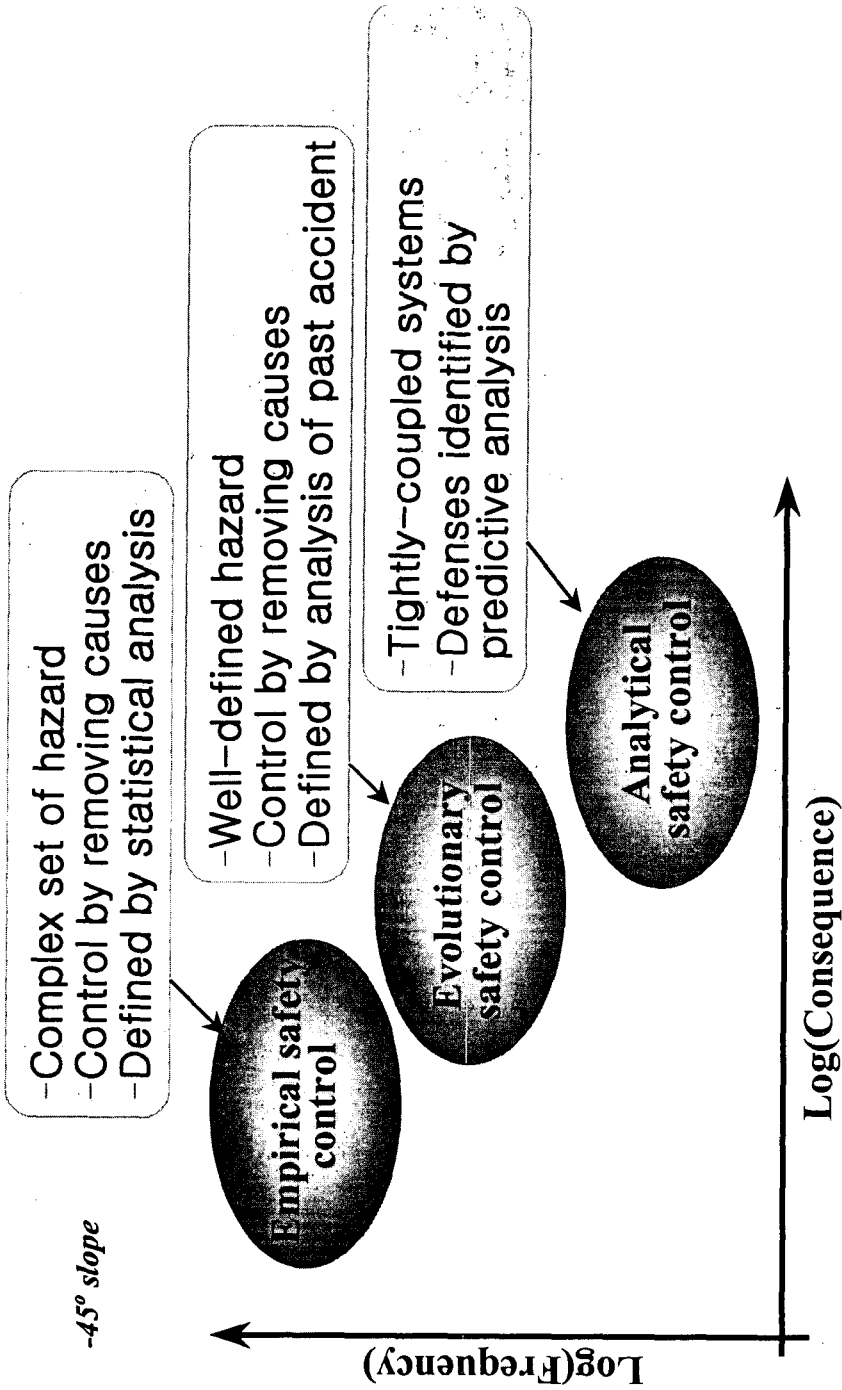 -45° slope
-Complex set of hazard
-Control by removing causes
-Defined by statistical analysis
-Well-defined hazard
-Control by removing causes
-Defined by analysis of past accident
-Tightly-coupled systems
-Defenses identified by
predictive analysis
Empirical safety
control
Evolutionary
safety control
Analytical
safety control
Log(Frequency)
Log(Consequence)